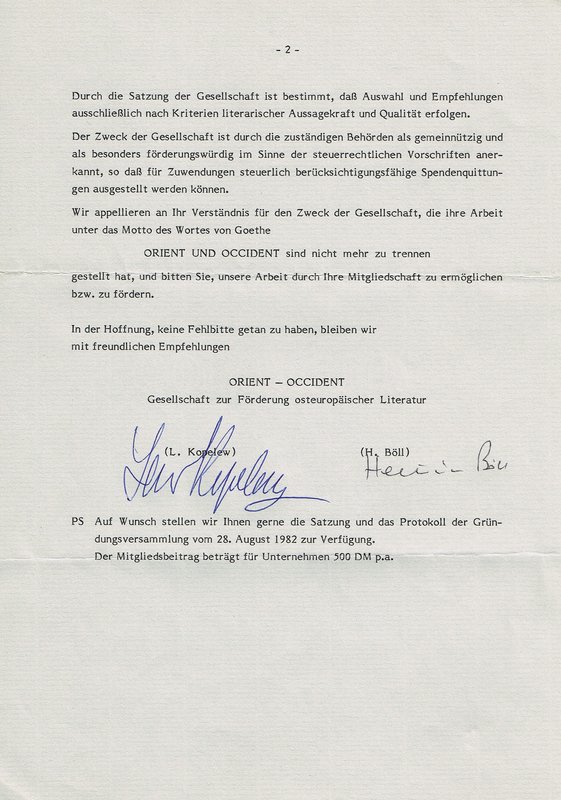 - 2 -
Durch die Satzung der Gesellschaft ist bestimmt, daß Auswahl und Empfehlungen
ausschließlich nach Kriterien literarischer Aussagekraft und Qualität erfolgen.
Der Zweck der Gesellschaft ist durch die zuständigen Behörden als gemeinnützig und
als besonders förderungswürdig im Sinne der steuerrechtlichen Vorschriften aner-
kannt, so daß für Zuwendungen steuerlich berücksichtigungsfähige Spendenquittun-
gen ausgestellt werden können.
Wir appellieren an Ihr Verständnis für den Zweck der Gesellschaft, die ihre Arbeit
unter das Motto des Wortes von Goethe
ORIENT UND OCCIDENT sind nicht mehr zu trennen
gestellt hat, und bitten Sie, unsere Arbeit durch Ihre Mitgliedschaft zu ermöglichen
bzw. zu fördern.
In der Hoffnung, keine Fehlbitte getan zu haben, bleiben wir
mit freundlichen Empfehlungen
ORIENT – OCCIDENT
Gesellschaft zur Förderung osteuropäischer Literatur
(L. Kopelew) (H. Böll)
Lew Kopelew Heinrich Böll
PS Auf Wunsch stellen wir Ihnen gerne die Satzung und das Protokoll der Grün-
dungsversammlung vom 28. August 1982 zur Verfügung.
Der Mitgliedsbeitrag beträgt für Unternehmen 500 DM p.a.